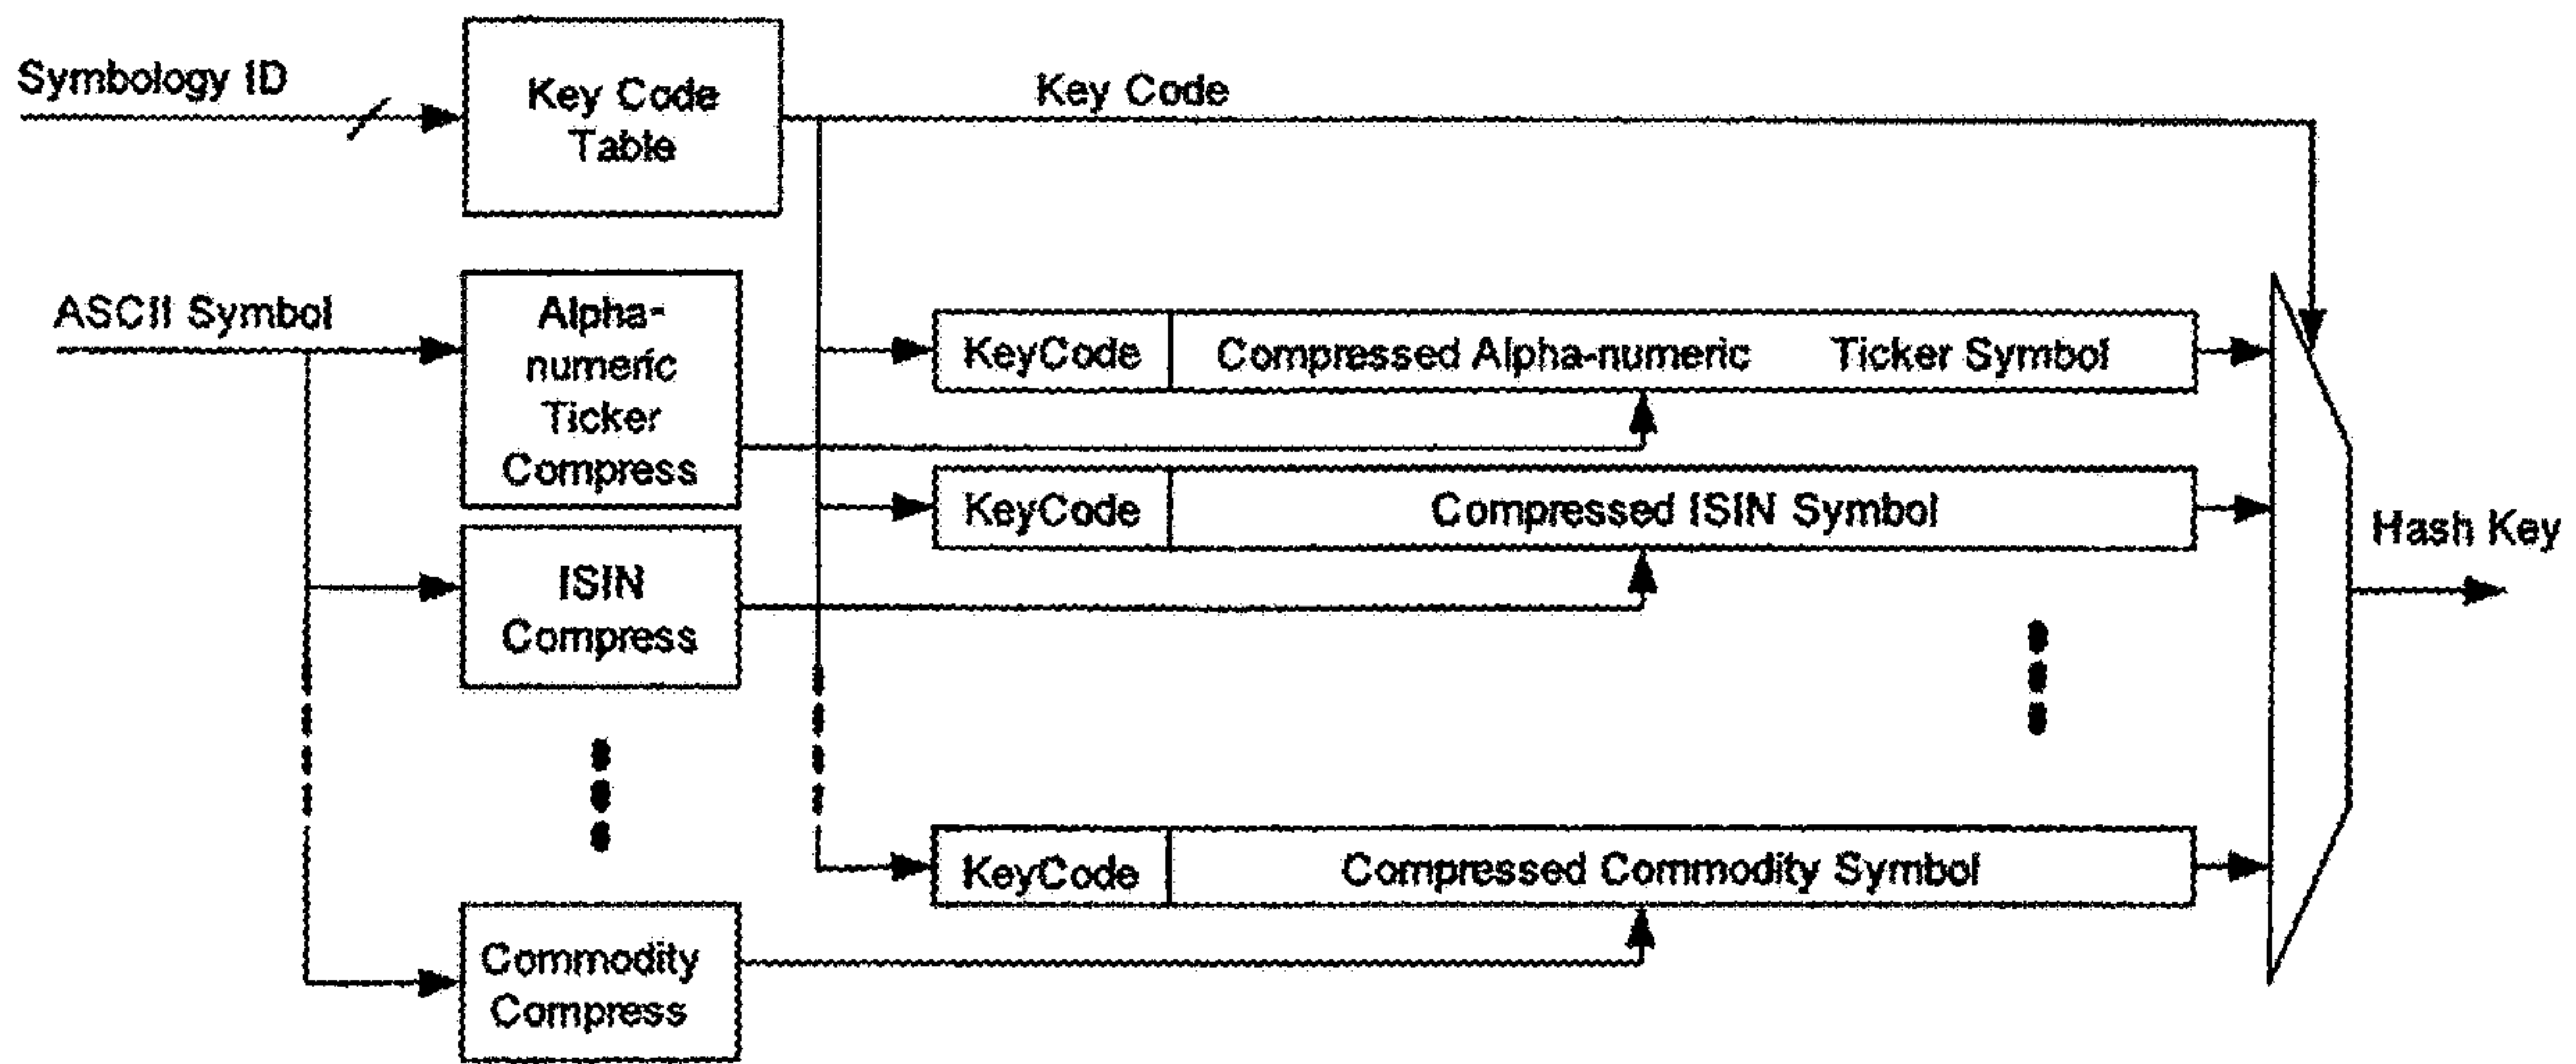 Symbology ID
Key Code
Table
Key Code
ASCII Symbol
Alpha-
numeric
Ticker
Compress
KeyCode
Compressed Alpha-numeric Ticker Symbol
KeyCode
Compressed ISIN Symbol
Hash Key
ISIN
Compress
KeyCode
Compressed Commodity Symbol
Commodity
Compress